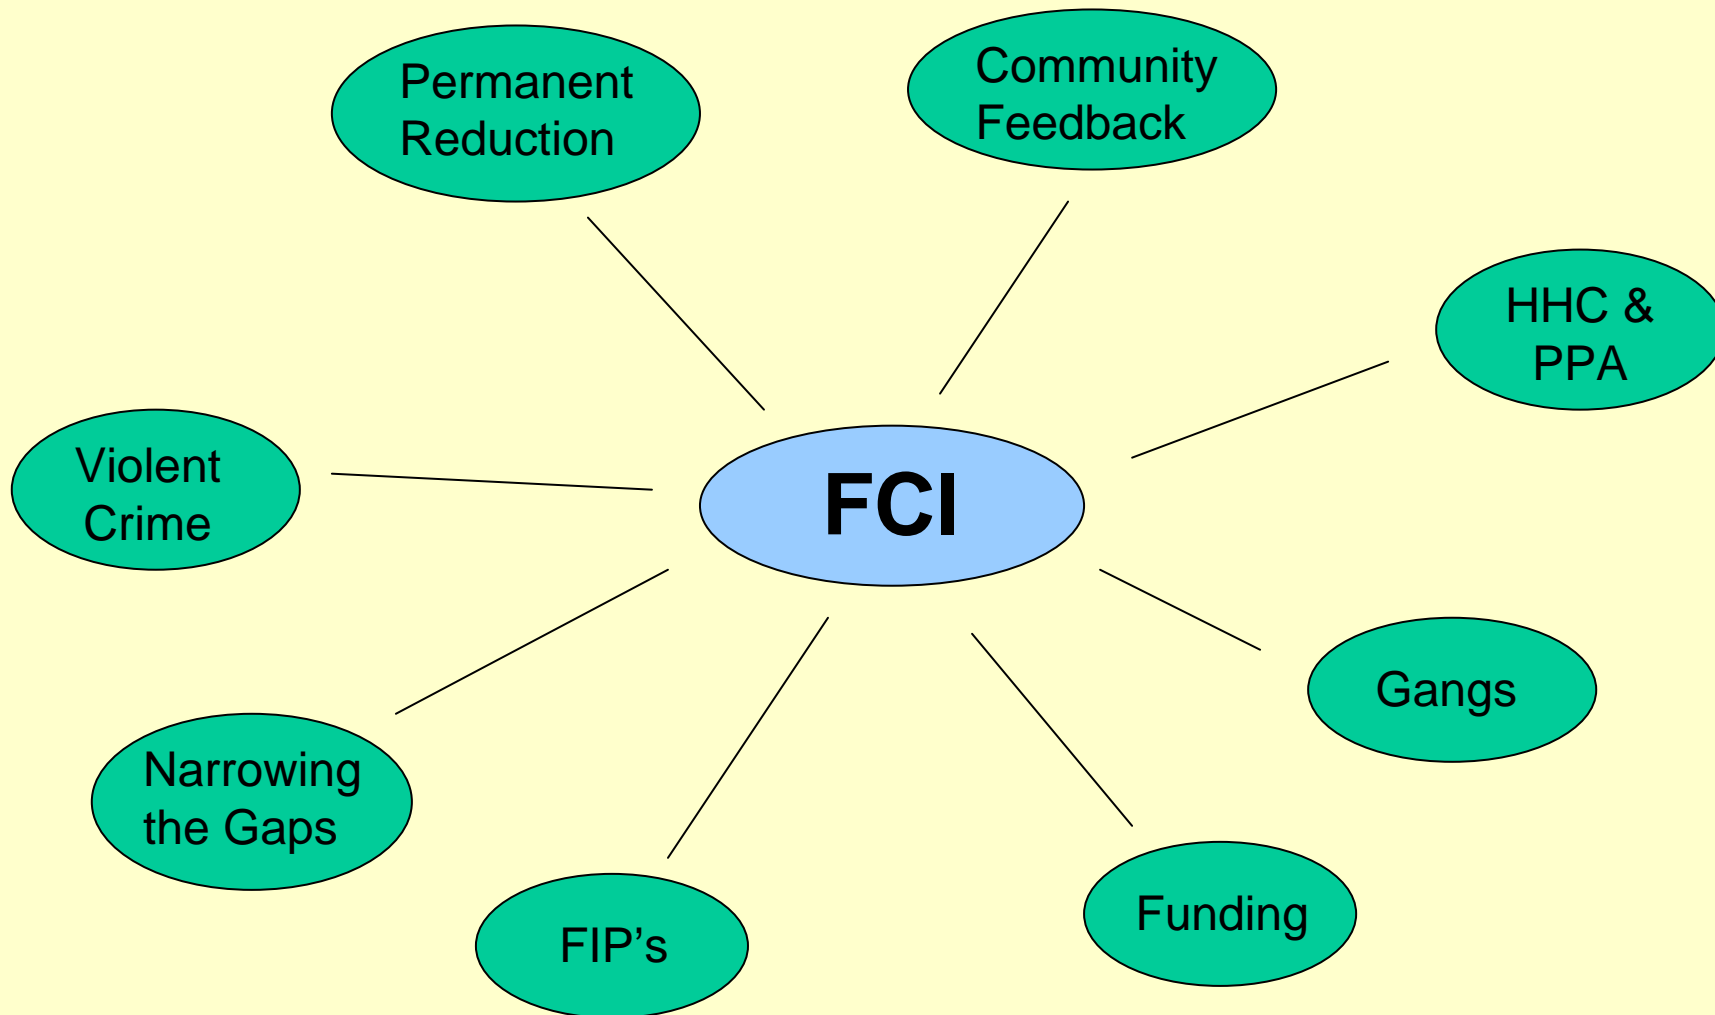 Permanent
Reduction
Community
Feedback
HHC &
PPA
Violent
Crime
FCI
Gangs
Narrowing
the Gaps
Funding
FIP’s